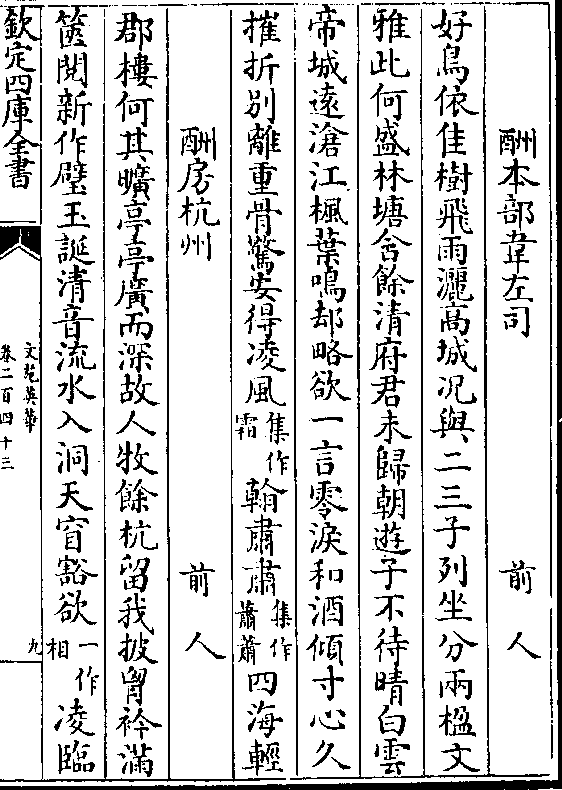 酬本部韋左司　前人
好鳥依佳樹飛雨灑高城况與二三子列坐分兩楹文
雅此何盛林塘含餘清府君未歸朝遊子不待晴白雲
帝城遠滄江楓葉鳴却略欲一言零淚和酒傾寸心久
摧折别離重骨驚安得凌風集作霜翰肅肅集作蕭蕭四海輕
酬房杭州　前人
郡樓何其曠亭亭廣而深故人牧餘杭留我披胷衿滿
箧閱新作璧玉誕清音流水入洞天窅豁欲一作相凌臨
欽定四庫全書
文苑英華
卷二百四十三
九